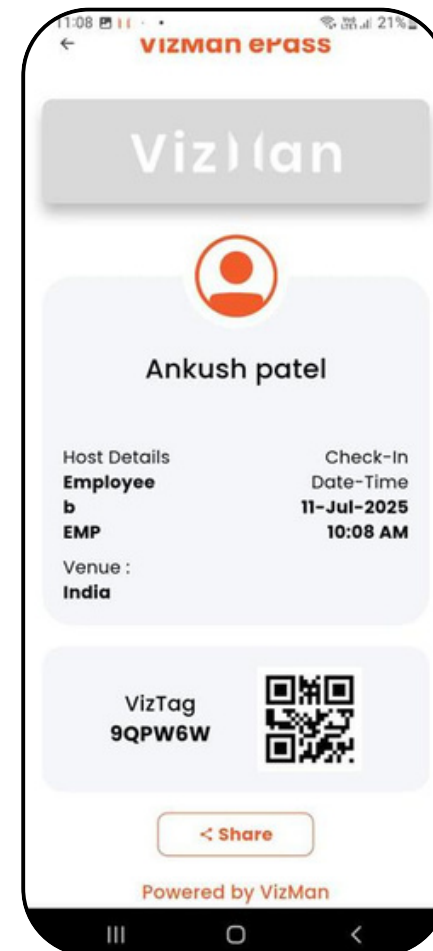 11:08 21%
VizMan ePass
VizMan
Ankush patel
Host Details
Employee
b
EMP
Check-In
Date-Time
11-Jul-2025
10:08 AM
Venue :
India
VizTag
9QPW6W
Share
Powered by VizMan